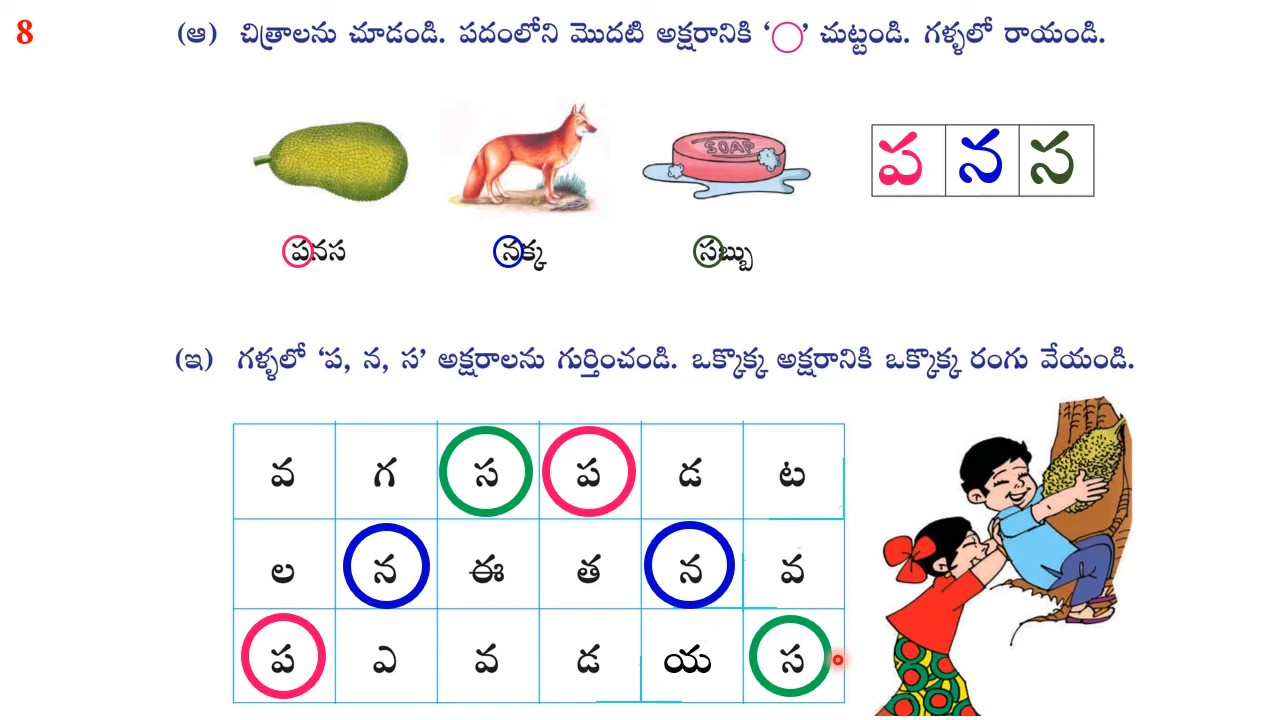 8
(ఆ) చిత్రాలను చూడండి. పదంలోని మొదటి అక్షరానికి ‘○’ చుట్టండి. గళ్ళలో రాయండి.
SOAP
ప న స
పనస నక్క సబ్బు
(ఇ) గళ్ళలో ‘ప, న, స’ అక్షరాలను గుర్తించండి. ఒక్కొక్క అక్షరానికి ఒక్కొక్క రంగు వేయండి.
వ గ స ప డ ట
ల న ఈ త న వ
ప ఎ వ డ య స